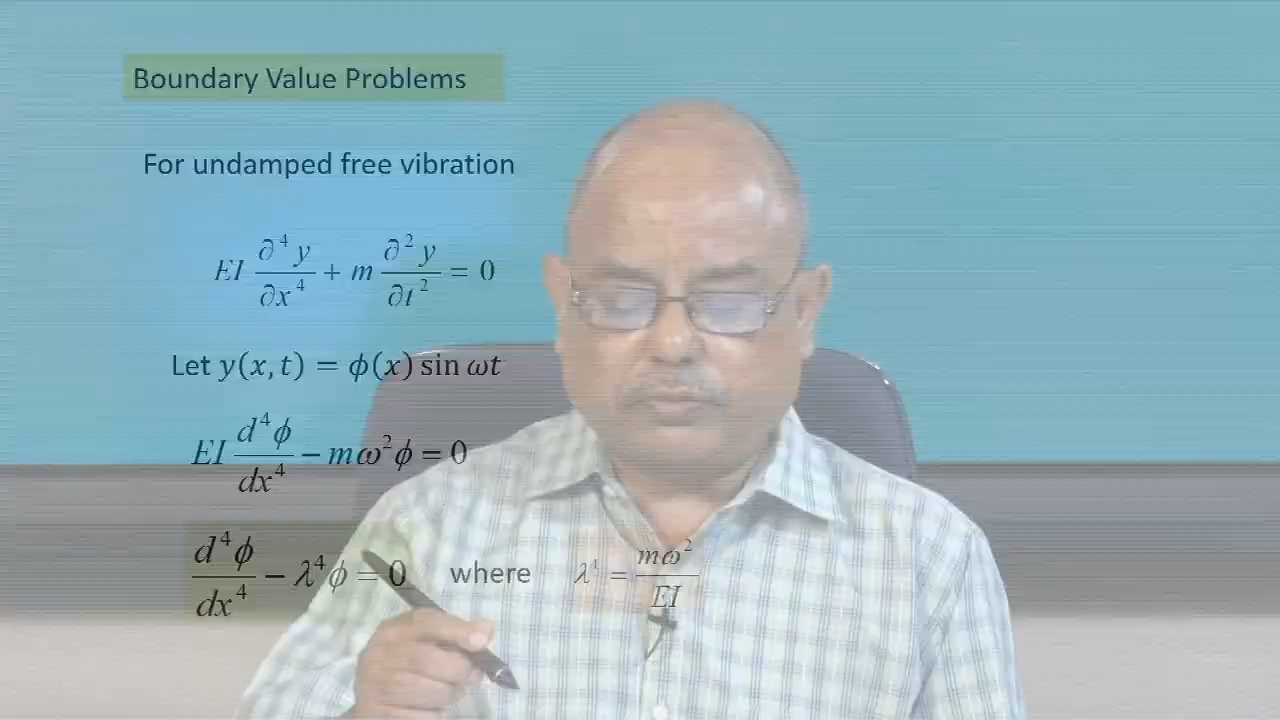 Boundary Value Problems
For undamped free vibration
EI ∂⁴y/∂x⁴ + m ∂²y/∂t² = 0
Let y(x, t) = ϕ(x) sin ωt
EI d⁴ϕ/dx⁴ − mω²ϕ = 0
d⁴ϕ/dx⁴ − λ⁴ϕ = 0 where λ⁴ = mω²/EI